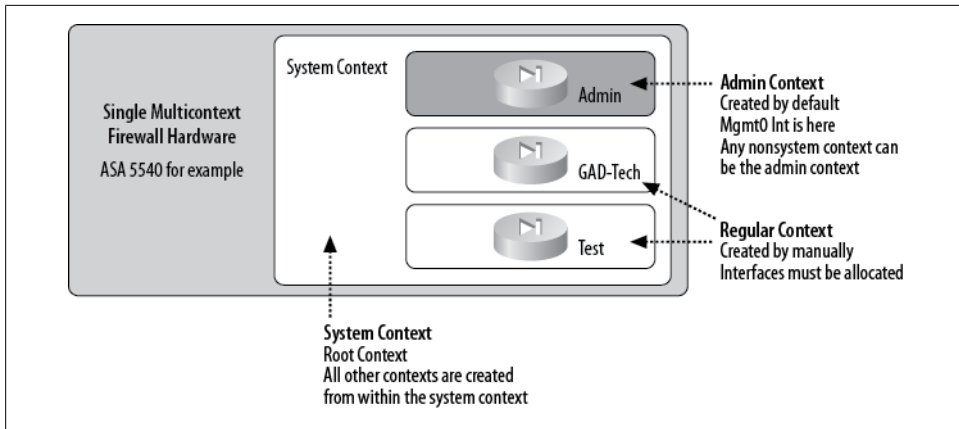 Single Multicontext
Firewall Hardware
ASA 5540 for example
System Context
Admin
GAD-Tech
Test
Admin Context
Created by default
Mgmt0 Int is here
Any nonsystem context can
be the admin context
Regular Context
Created by manually
Interfaces must be allocated
System Context
Root Context
All other contexts are created
from within the system context